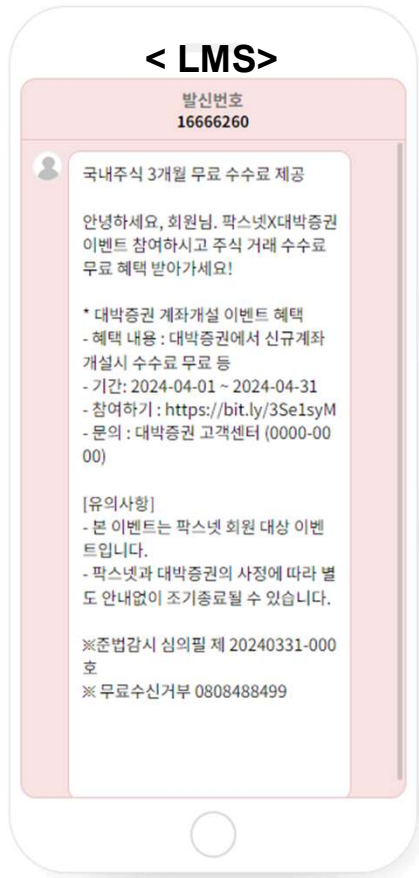 < LMS>
발신번호
16666260
국내주식 3개월 무료 수수료 제공
안녕하세요, 회원님. 팍스넷X대박증권
이벤트 참여하시고 주식 거래 수수료
무료 혜택 받아가세요!
* 대박증권 계좌개설 이벤트 혜택
- 혜택 내용 : 대박증권에서 신규계좌
개설시 수수료 무료 등
- 기간: 2024-04-01 ~ 2024-04-31
- 참여하기 : https://bit.ly/3Se1syM
- 문의 : 대박증권 고객센터 (0000-00
00)
[유의사항]
- 본 이벤트는 팍스넷 회원 대상 이벤
트입니다.
- 팍스넷과 대박증권의 사정에 따라 별
도 안내없이 조기종료될 수 있습니다.
※준법감시 심의필 제 20240331-000
호
※ 무료수신거부 0808488499